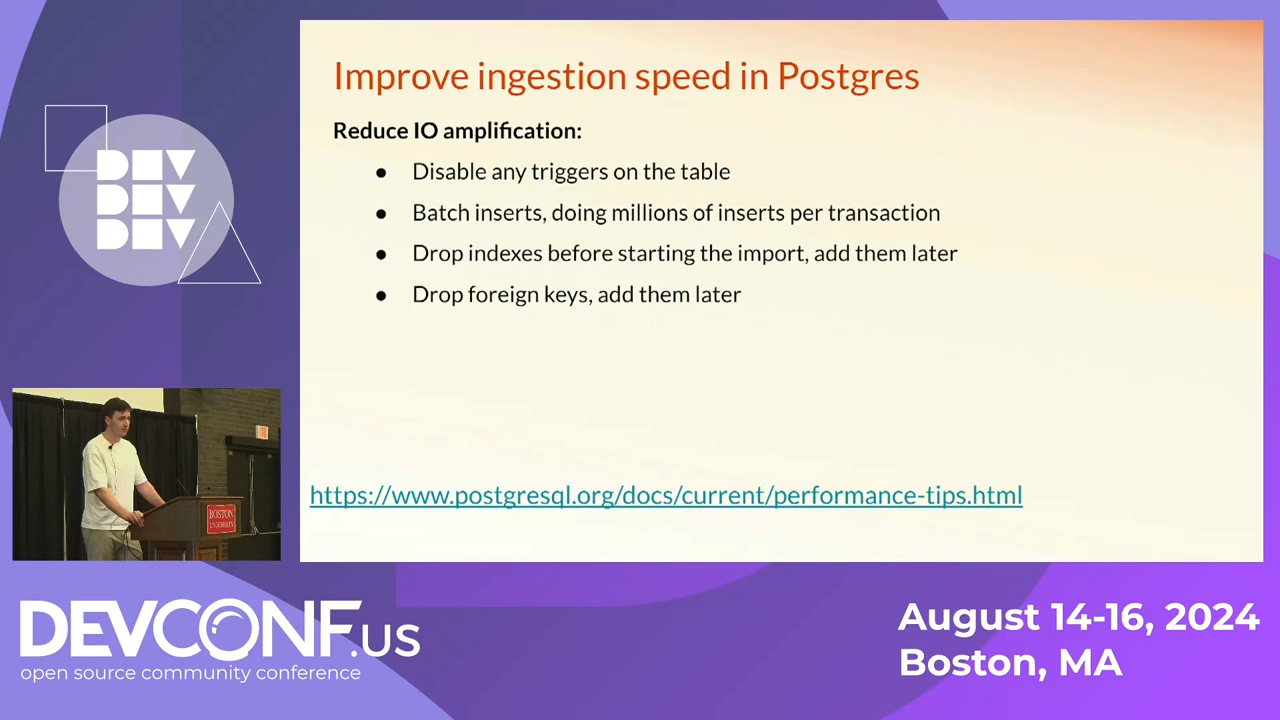 Improve ingestion speed in Postgres
Reduce IO amplification:
● Disable any triggers on the table
● Batch inserts, doing millions of inserts per transaction
● Drop indexes before starting the import, add them later
● Drop foreign keys, add them later
https://www.postgresql.org/docs/current/performance-tips.html
DEV
DEV
DEV
BOSTON
UNIVERSITY
DEVCONF.us
open source community conference
August 14-16, 2024
Boston, MA